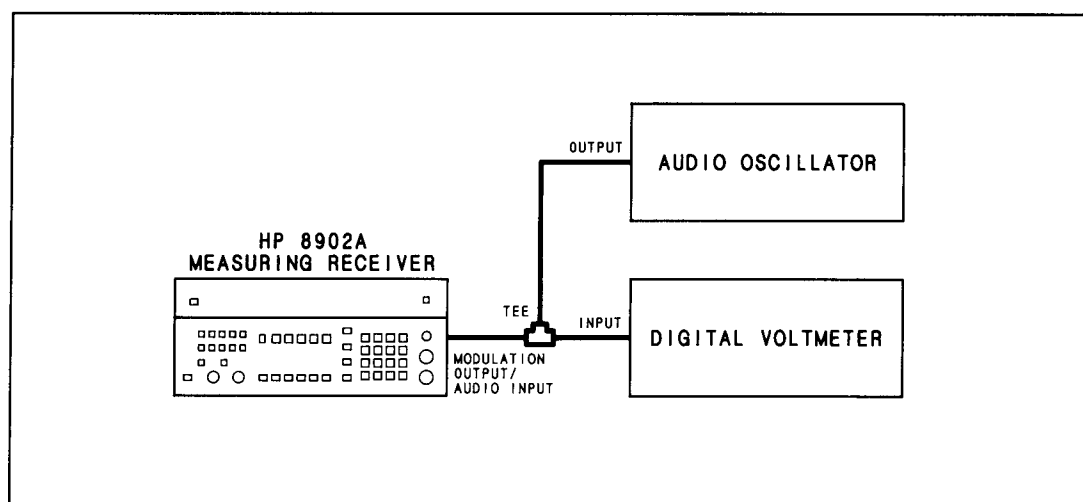 OUTPUT
AUDIO OSCILLATOR
HP 8902A
MEASURING RECEIVER
TEE
INPUT
DIGITAL VOLTMETER
MODULATION
OUTPUT/
AUDIO INPUT